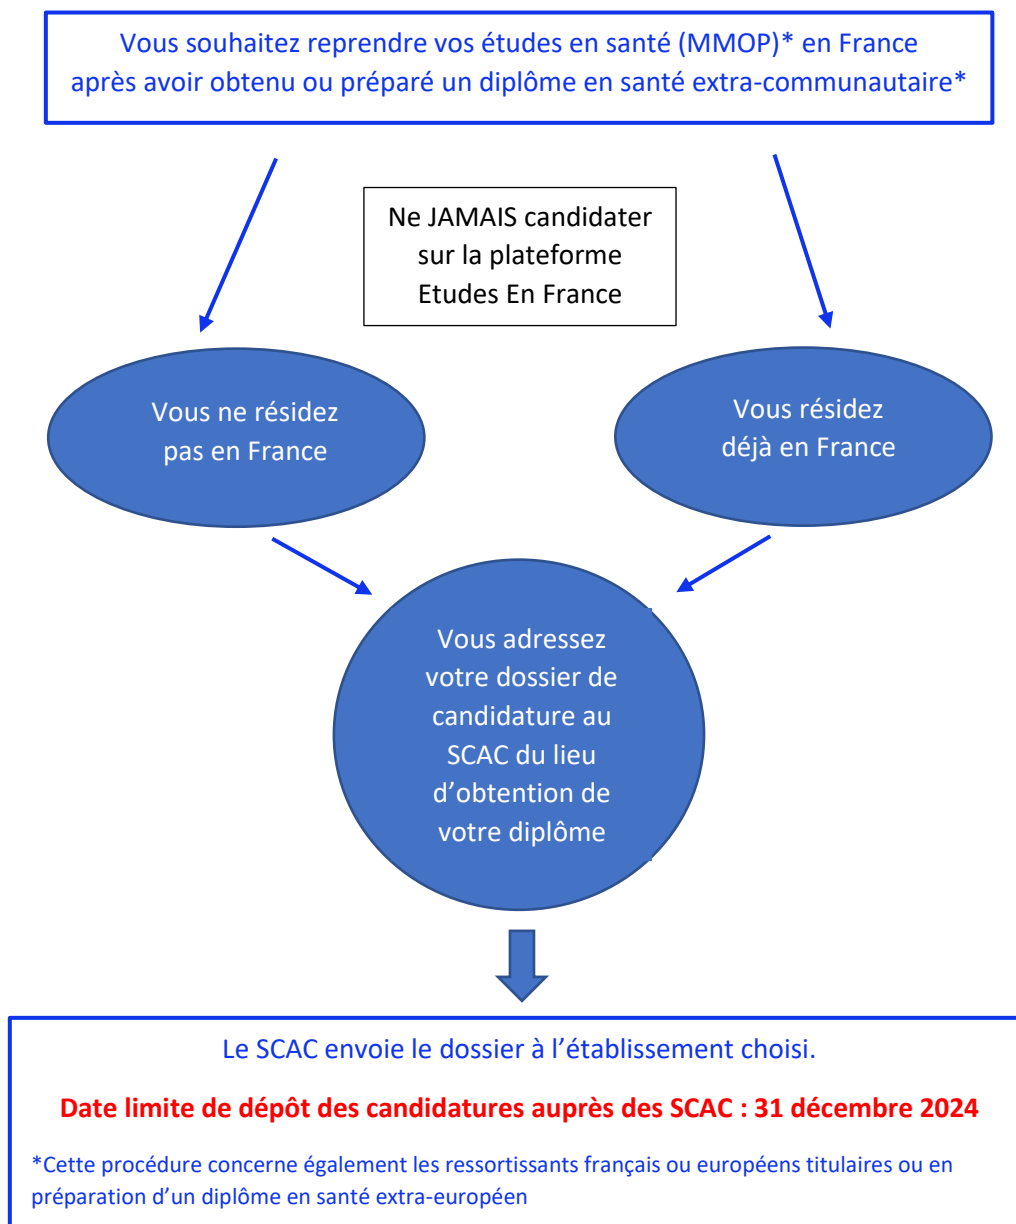 Vous souhaitez reprendre vos études en santé (MMOP)* en France
après avoir obtenu ou préparé un diplôme en santé extra-communautaire*
Ne JAMAIS candidater
sur la plateforme
Etudes En France
Vous ne résidez
pas en France
Vous résidez
déjà en France
Vous adressez
votre dossier de
candidature au
SCAC du lieu
d’obtention de
votre diplôme
Le SCAC envoie le dossier à l’établissement choisi.
Date limite de dépôt des candidatures auprès des SCAC : 31 décembre 2024
*Cette procédure concerne également les ressortissants français ou européens titulaires ou en
préparation d’un diplôme en santé extra-européen